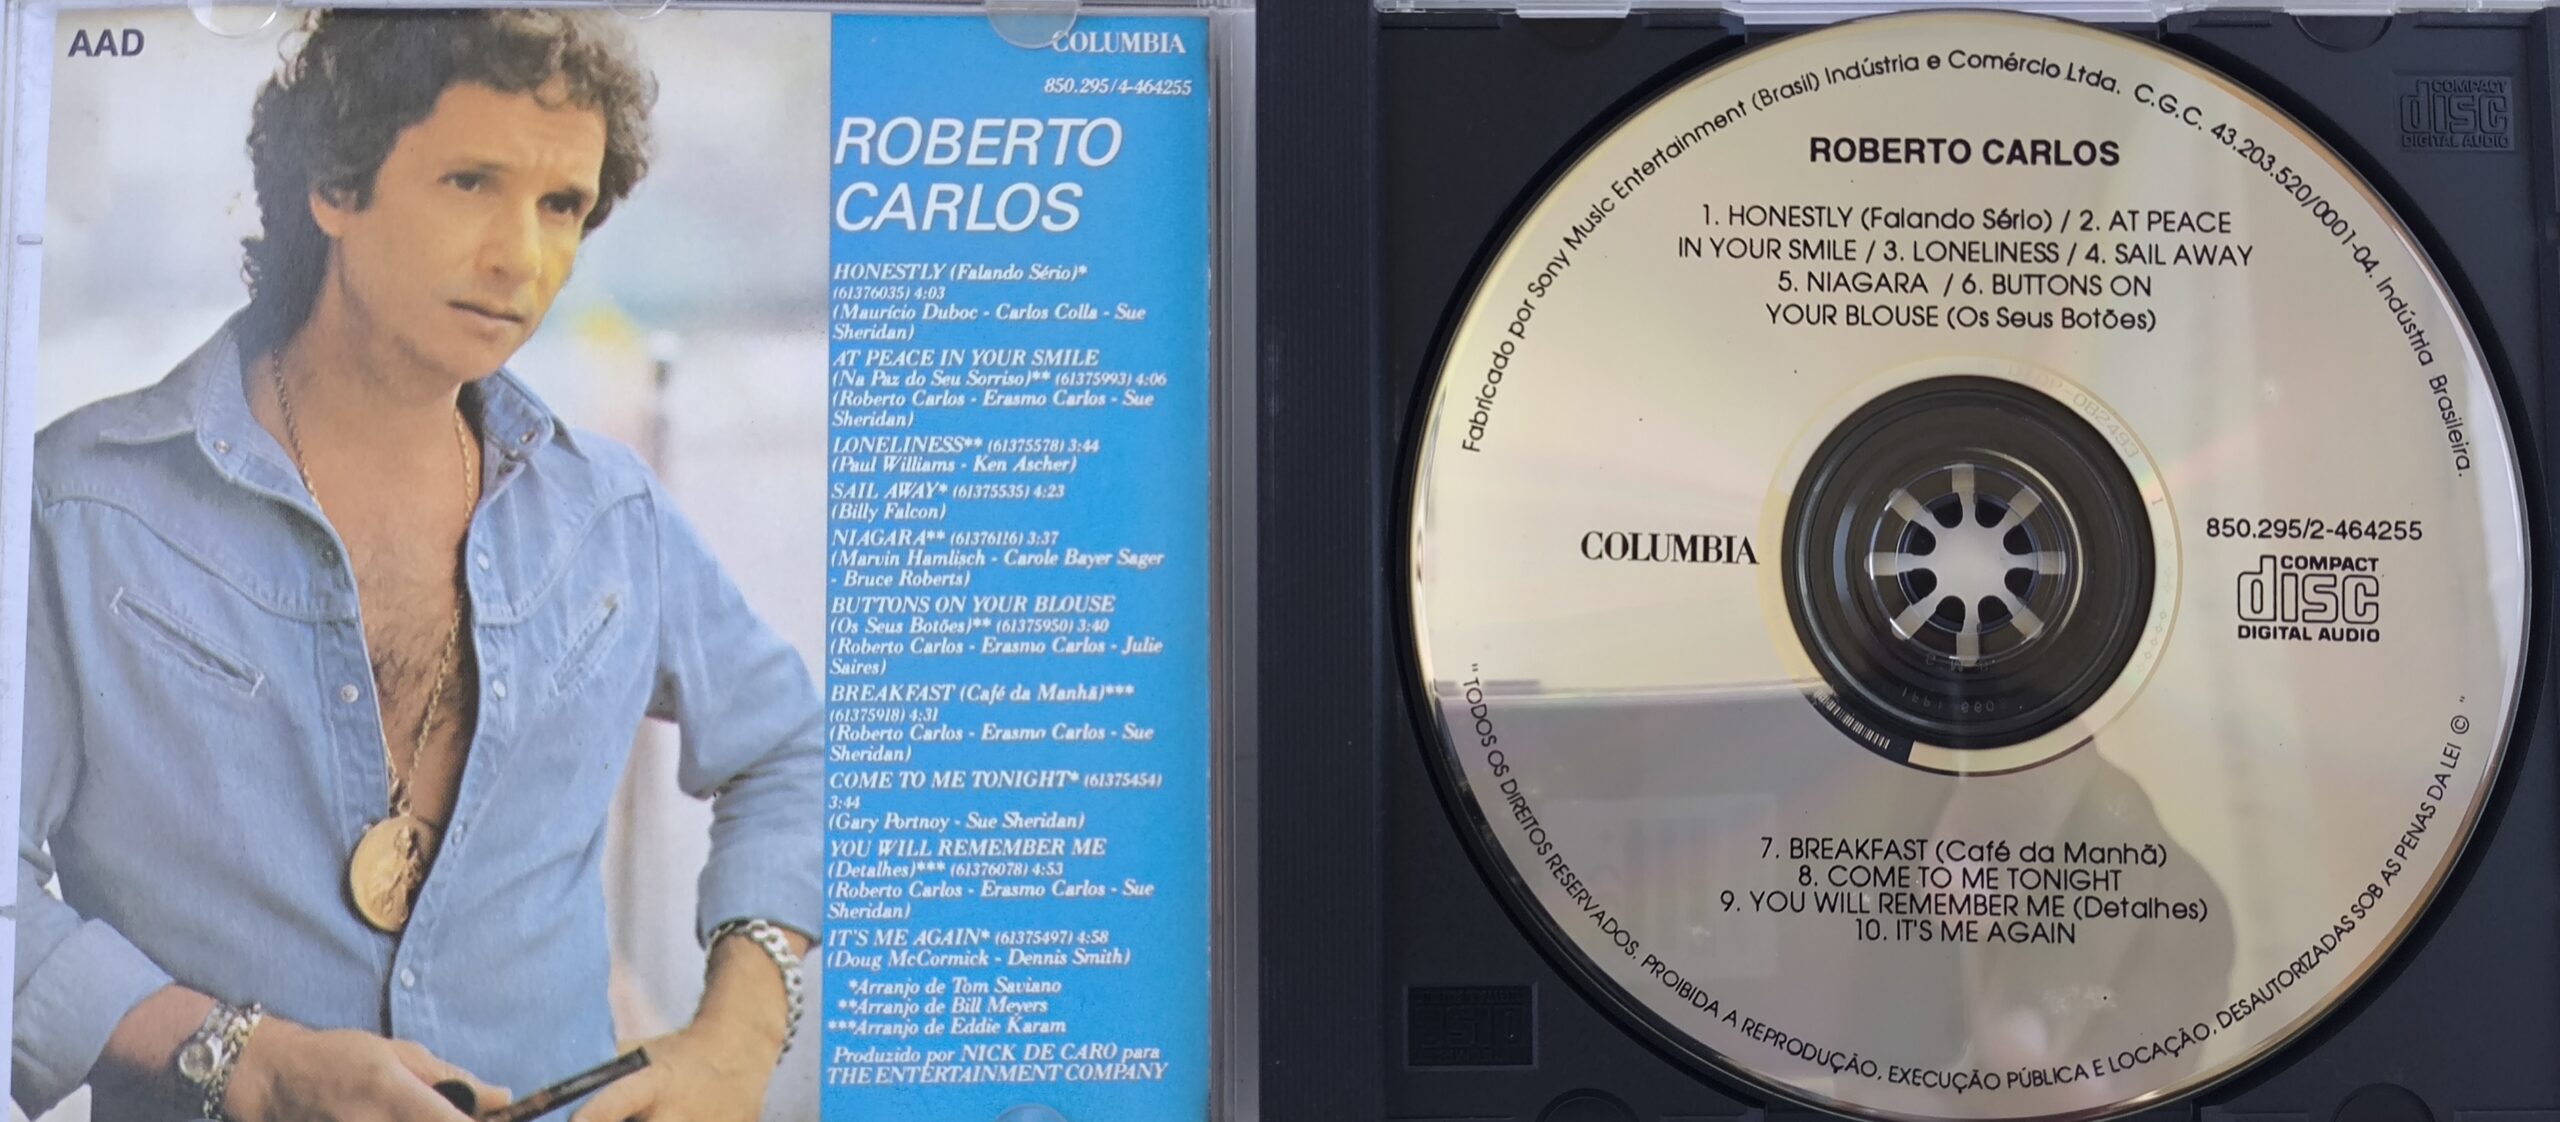 AAD
COLUMBIA
850.295/4-464255
ROBERTO
CARLOS
HONESTLY (Falando Sério)*
(61376035) 4:03
(Maurício Duboc - Carlos Colla - Sue
Sheridan)
AT PEACE IN YOUR SMILE
(Na Paz do Seu Sorriso)** (61375993) 4:06
(Roberto Carlos - Erasmo Carlos - Sue
Sheridan)
LONELINESS** (61375578) 3:44
(Paul Williams - Ken Ascher)
SAIL AWAY* (61375535) 4:23
(Billy Falcon)
NIAGARA** (61376116) 3:37
(Marvin Hamlisch - Carole Bayer Sager
- Bruce Roberts)
BUTTONS ON YOUR BLOUSE
(Os Seus Botões)** (61375950) 3:40
(Roberto Carlos - Erasmo Carlos - Julie
Saires)
BREAKFAST (Café da Manhã)***
(61375918) 4:31
(Roberto Carlos - Erasmo Carlos - Sue
Sheridan)
COME TO ME TONIGHT* (61375454)
3:44
(Gary Portnoy - Sue Sheridan)
YOU WILL REMEMBER ME
(Detalhes)*** (61376078) 4:53
(Roberto Carlos - Erasmo Carlos - Sue
Sheridan)
IT'S ME AGAIN* (61375497) 4:58
(Doug McCormick - Dennis Smith)
*Arranjo de Tom Saviano
**Arranjo de Bill Meyers
***Arranjo de Eddie Karam
Produzido por NICK DE CARO para
THE ENTERTAINMENT COMPANY
Fabricado por Sony Music Entertainment (Brasil) Indústria e Comércio Ltda. C.G.C. 43.203.520/0001-04. Indústria Brasileira.
ROBERTO CARLOS
1. HONESTLY (Falando Sério) / 2. AT PEACE
IN YOUR SMILE / 3. LONELINESS / 4. SAIL AWAY
5. NIAGARA / 6. BUTTONS ON
YOUR BLOUSE (Os Seus Botões)
COLUMBIA
850.295/2-464255
COMPACT
disc
DIGITAL AUDIO
7. BREAKFAST (Café da Manhã)
8. COME TO ME TONIGHT
9. YOU WILL REMEMBER ME (Detalhes)
10. IT'S ME AGAIN
" TODOS OS DIREITOS RESERVADOS. PROIBIDA A REPRODUÇÃO, EXECUÇÃO PÚBLICA E LOCAÇÃO, DESAUTORIZADAS SOB AS PENAS DA LEI © "
COMPACT
disc
DIGITAL AUDIO